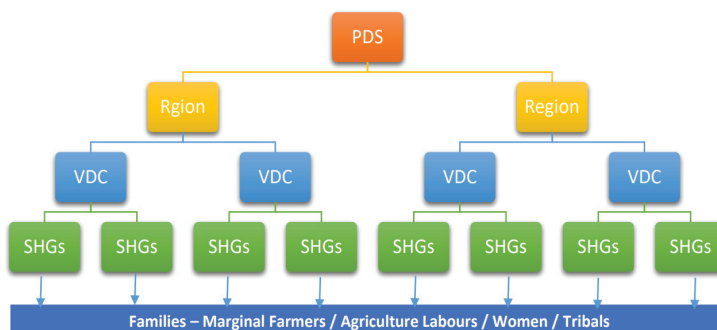 PDS
Rgion
Region
VDC
VDC
VDC
VDC
SHGs
SHGs
SHGs
SHGs
SHGs
SHGs
SHGs
SHGs
Families – Marginal Farmers / Agriculture Labours / Women / Tribals